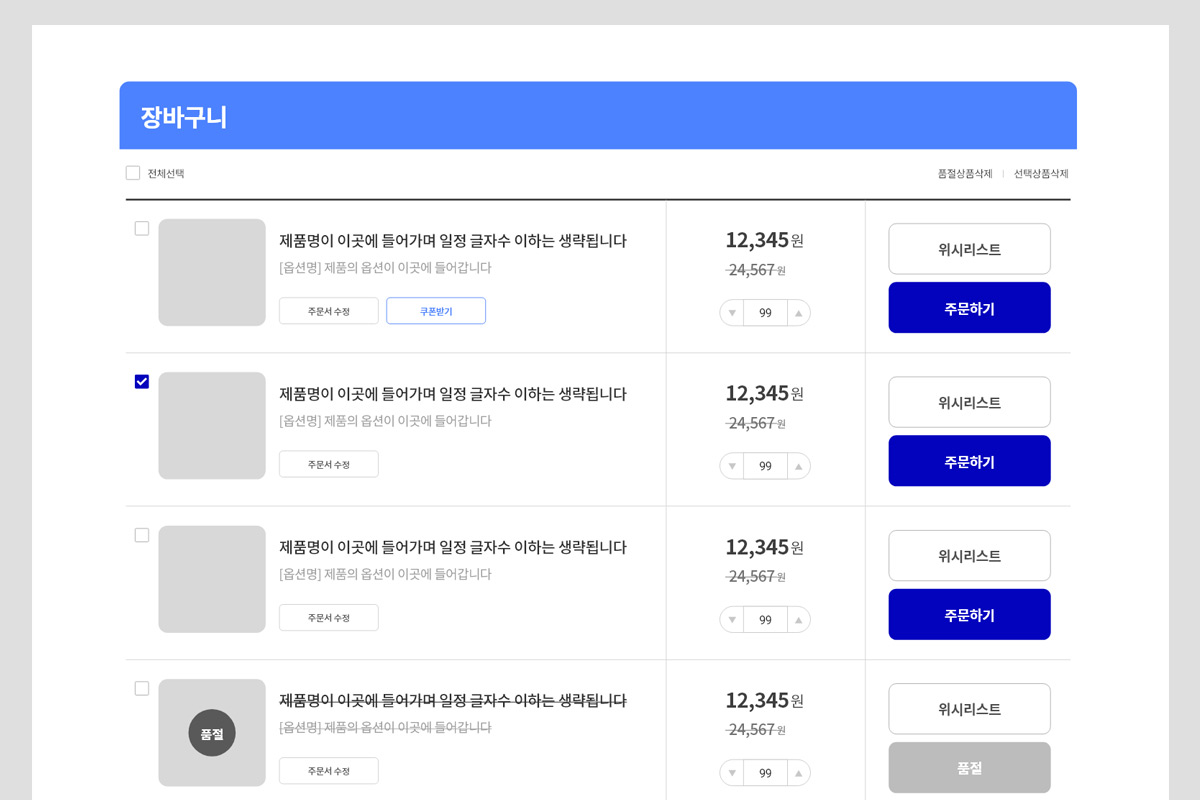 장바구니
전체선택
품절상품삭제 | 선택상품삭제
제품명이 이곳에 들어가며 일정 글자수 이하는 생략됩니다
[옵션명] 제품의 옵션이 이곳에 들어갑니다
주문서 수정
쿠폰받기
12,345원
24,567원
▼ 99 ▲
위시리스트
주문하기
제품명이 이곳에 들어가며 일정 글자수 이하는 생략됩니다
[옵션명] 제품의 옵션이 이곳에 들어갑니다
주문서 수정
12,345원
24,567원
▼ 99 ▲
위시리스트
주문하기
제품명이 이곳에 들어가며 일정 글자수 이하는 생략됩니다
[옵션명] 제품의 옵션이 이곳에 들어갑니다
주문서 수정
12,345원
24,567원
▼ 99 ▲
위시리스트
주문하기
품절
제품명이 이곳에 들어가며 일정 글자수 이하는 생략됩니다
[옵션명] 제품의 옵션이 이곳에 들어갑니다
주문서 수정
12,345원
24,567원
▼ 99 ▲
위시리스트
품절